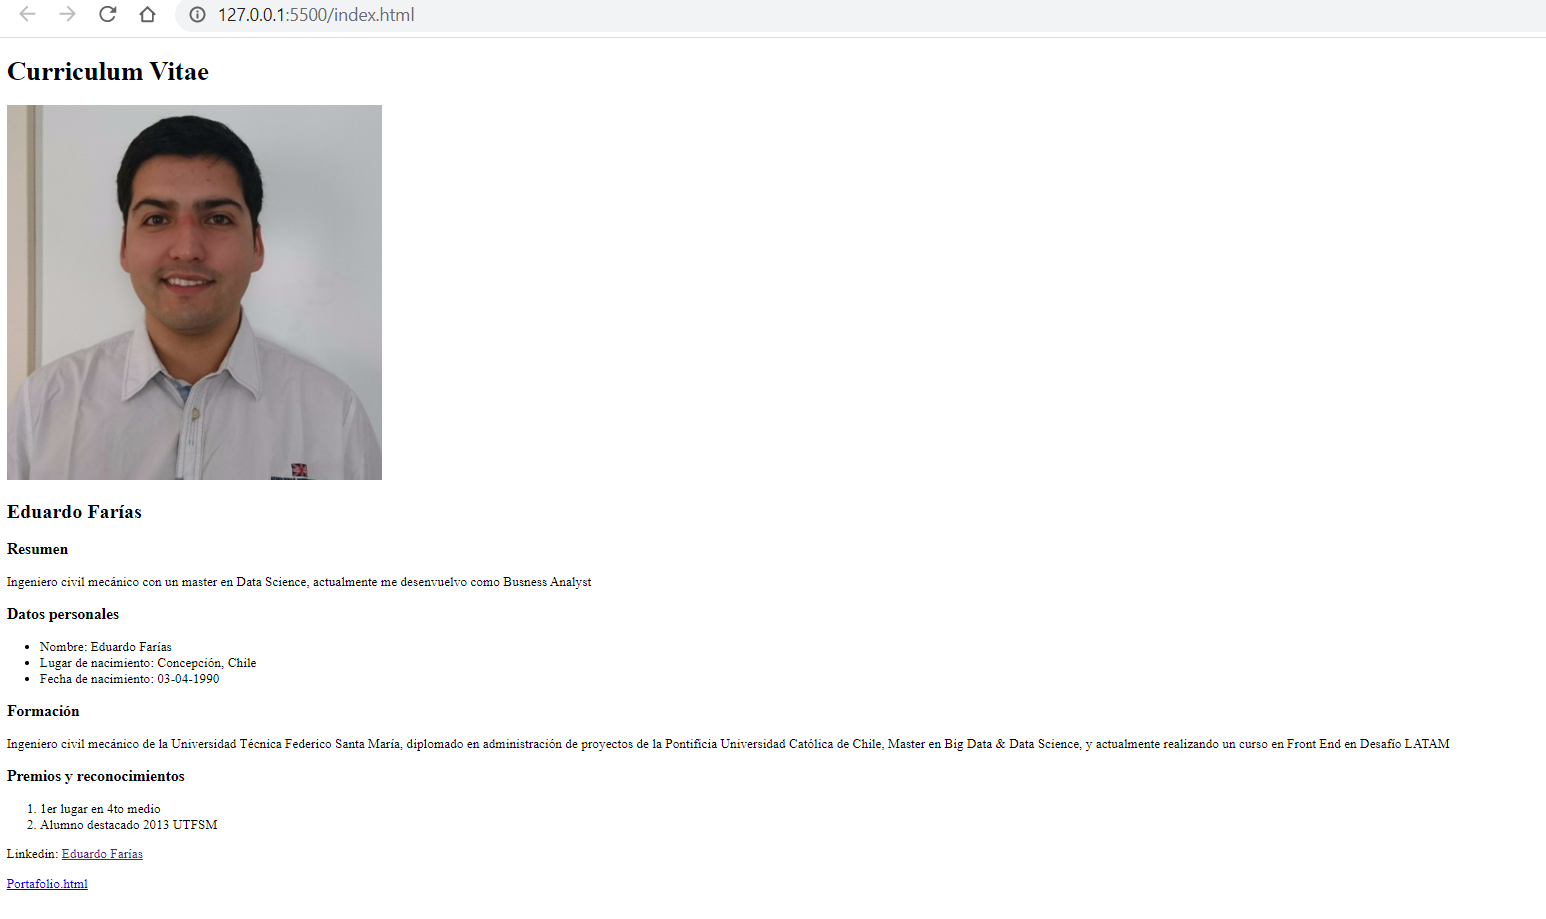 127.0.0.1:5500/index.html
Curriculum Vitae
Eduardo Farías
Resumen
Ingeniero civil mecánico con un master en Data Science, actualmente me desenvuelvo como Busness Analyst
Datos personales
Nombre: Eduardo Farías
Lugar de nacimiento: Concepción, Chile
Fecha de nacimiento: 03-04-1990
Formación
Ingeniero civil mecánico de la Universidad Técnica Federico Santa María, diplomado en administración de proyectos de la Pontificia Universidad Católica de Chile, Master en Big Data & Data Science, y actualmente realizando un curso en Front End en Desafío LATAM
Premios y reconocimientos
1. 1er lugar en 4to medio
2. Alumno destacado 2013 UTFSM
Linkedin: Eduardo Farías
Portafolio.html